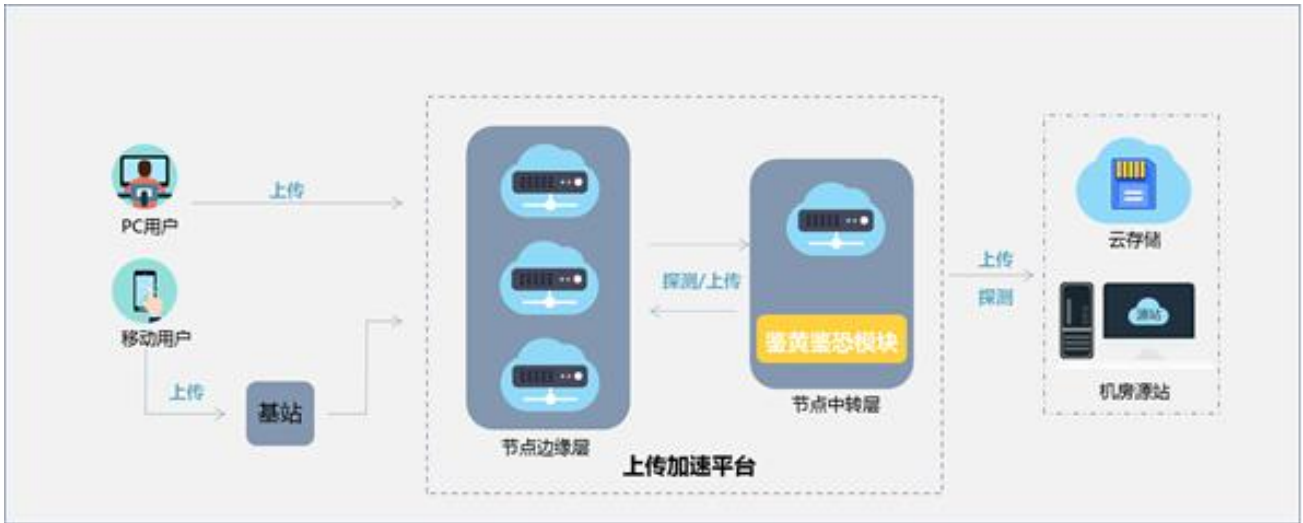 PC用户
上传
移动用户
上传
基站
节点边缘层
探测/上传
鉴黄鉴恐模块
节点中转层
上传加速平台
上传
探测
云存储
源站
机房源站